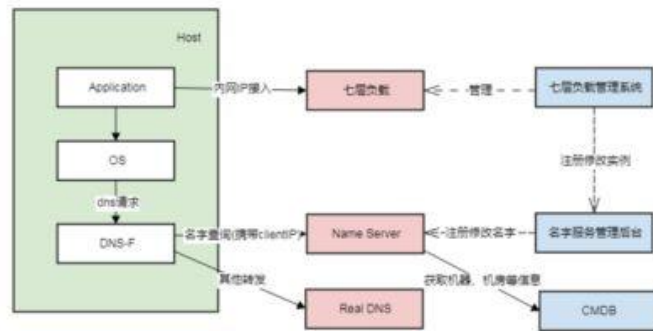 Host
Application
内网IP接入
七层负载
管理
七层负载管理系统
OS
注册修改实例
dns请求
DNS-F
名字查询(携带clientIP)
Name Server
注册修改名字
名字服务管理后台
其他转发
获取机器、机房等信息
Real DNS
CMDB